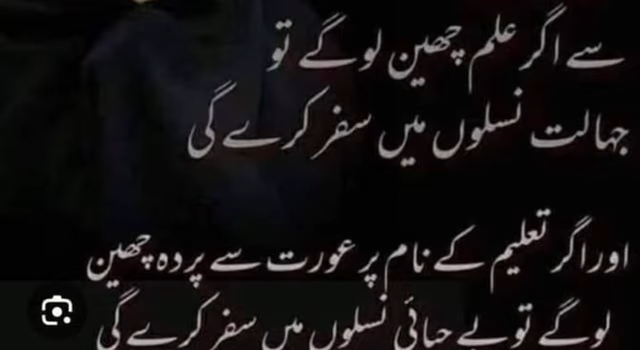 سے اگر علم چھین لو گے تو
جہالت نسلوں میں سفر کرے گی
اور اگر تعلیم کے نام پر عورت سے پردہ چھین
لو گے تو بے حیائی نسلوں میں سفر کرے گی